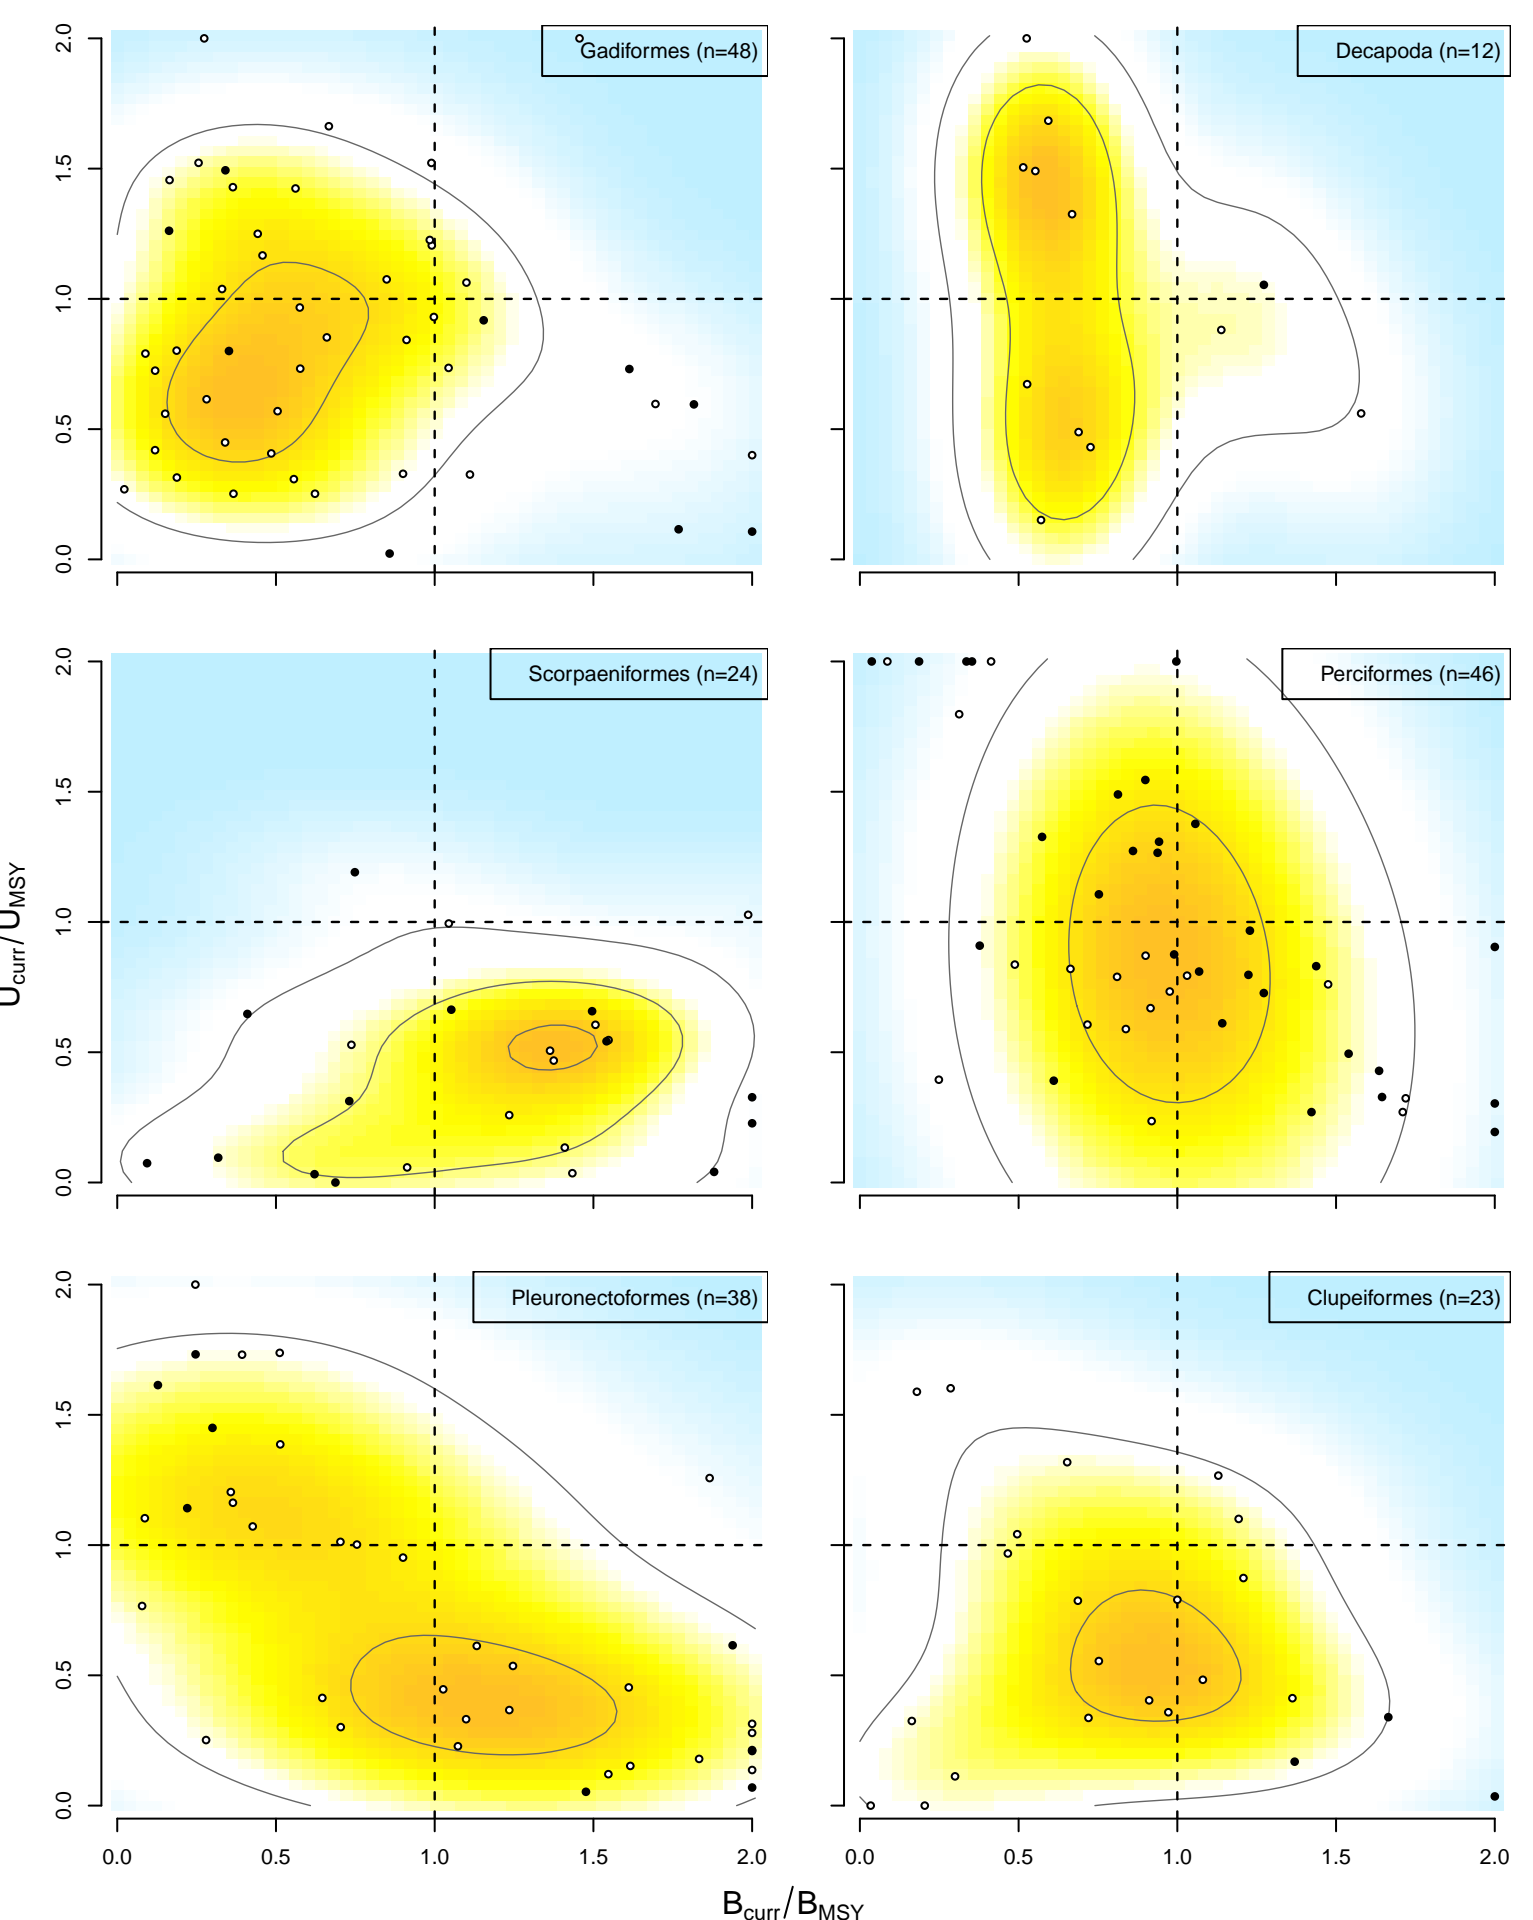 Gadiformes (n=48)
Decapoda (n=12)
2.0
1.5
1.0
0.5
0.0
Scorpaeniformes (n=24)
Perciformes (n=46)
2.0
1.5
1.0
0.5
0.0
Ucurr/UMSY
Pleuronectoformes (n=38)
Clupeiformes (n=23)
2.0
1.5
1.0
0.5
0.0
0.0 0.5 1.0 1.5 2.0
0.0 0.5 1.0 1.5 2.0
Bcurr/BMSY